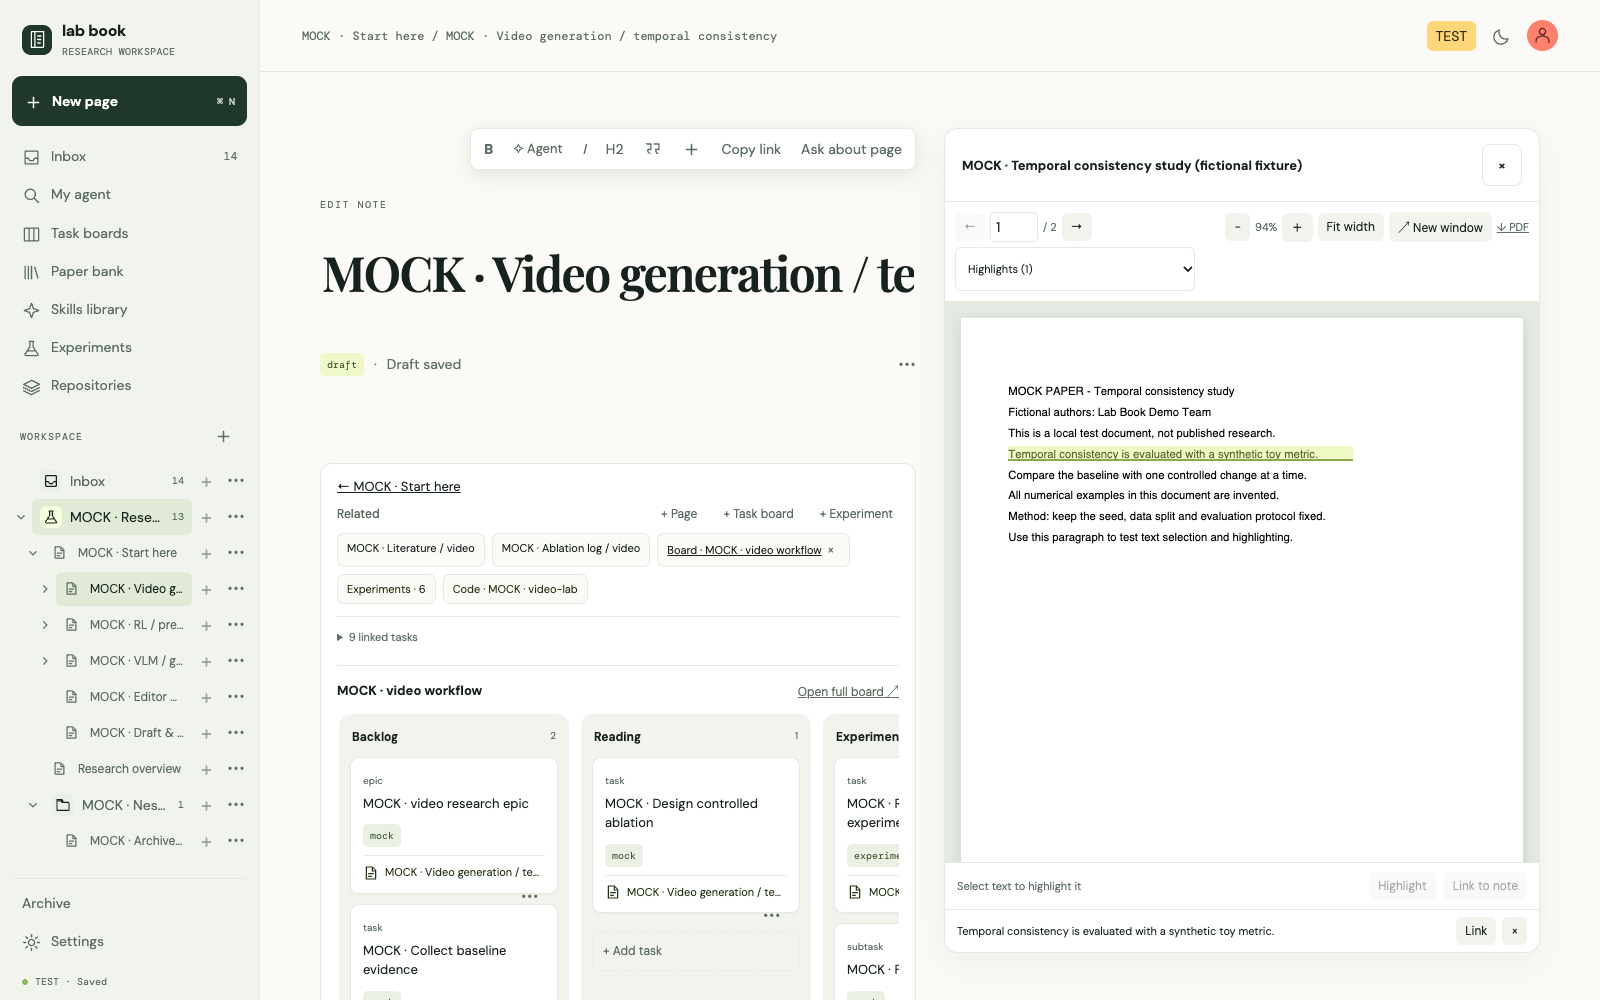 lab book
RESEARCH WORKSPACE
New page ⌘ N
Inbox 14
My agent
Task boards
Paper bank
Skills library
Experiments
Repositories
WORKSPACE
Inbox 14
MOCK · Rese... 13
MOCK · Start here
MOCK · Video g...
MOCK · RL / pre...
MOCK · VLM / g...
MOCK · Editor ...
MOCK · Draft & ...
Research overview
MOCK · Nes... 1
MOCK · Archive...
Archive
Settings
TEST · Saved
MOCK · Start here / MOCK · Video generation / temporal consistency
TEST
B Agent / H2 Copy link Ask about page
EDIT NOTE
MOCK · Video generation / te
draft · Draft saved
← MOCK · Start here
Related + Page + Task board + Experiment
MOCK · Literature / video MOCK · Ablation log / video Board · MOCK · video workflow ×
Experiments · 6 Code · MOCK · video-lab
9 linked tasks
MOCK · video workflow Open full board ↗
Backlog 2
epic
MOCK · video research epic
mock
MOCK · Video generation / te...
task
MOCK · Collect baseline
evidence
Reading 1
task
MOCK · Design controlled
ablation
mock
MOCK · Video generation / te...
+ Add task
Experimen
task
MOCK · F
experime
experime
MOCK
subtask
MOCK · F
MOCK · Temporal consistency study (fictional fixture) ×
← 1 / 2 → - 94% + Fit width ↗ New window ↓ PDF
Highlights (1)
MOCK PAPER - Temporal consistency study
Fictional authors: Lab Book Demo Team
This is a local test document, not published research.
Temporal consistency is evaluated with a synthetic toy metric.
Compare the baseline with one controlled change at a time.
All numerical examples in this document are invented.
Method: keep the seed, data split and evaluation protocol fixed.
Use this paragraph to test text selection and highlighting.
Select text to highlight it Highlight Link to note
Temporal consistency is evaluated with a synthetic toy metric. Link ×